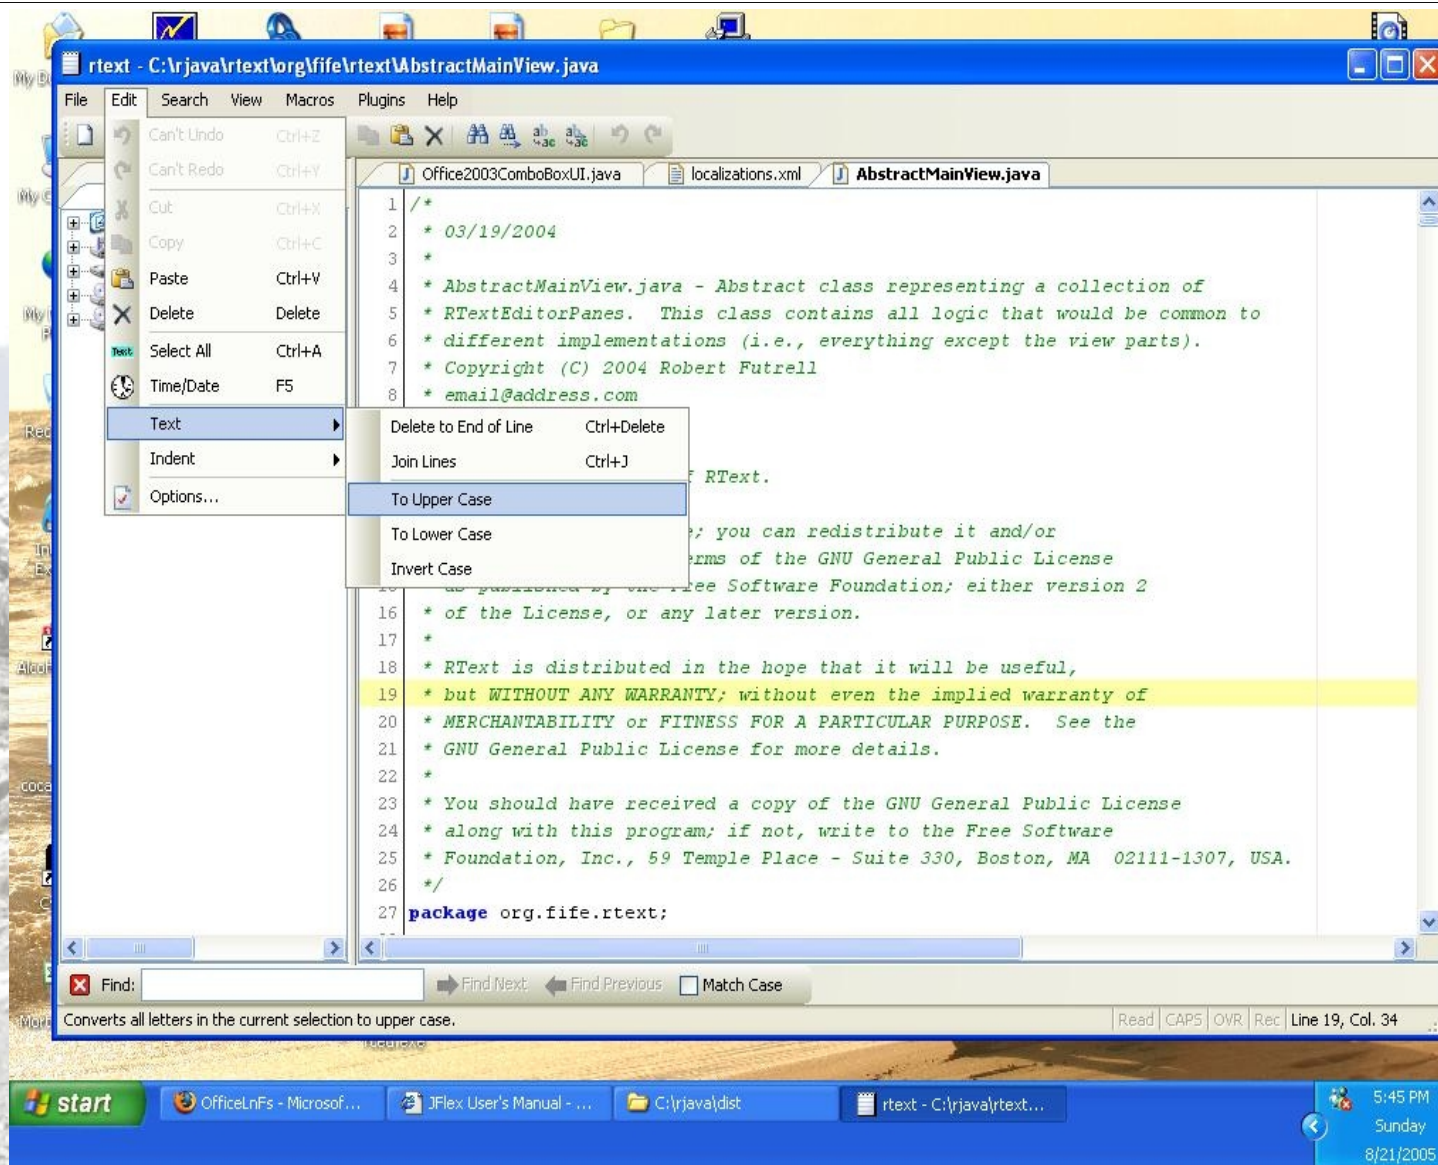 rtext - C:\rjava\rtext\org\fife\rtext\AbstractMainView.java
File Edit Search View Macros Plugins Help
Can't Undo Ctrl+Z
Can't Redo Ctrl+Y
Cut Ctrl+X
Copy Ctrl+C
Paste Ctrl+V
Delete Delete
Select All Ctrl+A
Time/Date F5
Text
Indent
Options...
Delete to End of Line Ctrl+Delete
Join Lines Ctrl+J
To Upper Case
To Lower Case
Invert Case
Office2003ComboBoxUI.java localizations.xml AbstractMainView.java
1 /*
2 * 03/19/2004
3 *
4 * AbstractMainView.java - Abstract class representing a collection of
5 * RTextEditorPanes. This class contains all logic that would be common to
6 * different implementations (i.e., everything except the view parts).
7 * Copyright (C) 2004 Robert Futrell
8 * email@address.com
RText.
; you can redistribute it and/or
of the GNU General Public License
Software Foundation; either version 2
16 * of the License, or any later version.
17 *
18 * RText is distributed in the hope that it will be useful,
19 * but WITHOUT ANY WARRANTY; without even the implied warranty of
20 * MERCHANTABILITY or FITNESS FOR A PARTICULAR PURPOSE. See the
21 * GNU General Public License for more details.
22 *
23 * You should have received a copy of the GNU General Public License
24 * along with this program; if not, write to the Free Software
25 * Foundation, Inc., 59 Temple Place - Suite 330, Boston, MA 02111-1307, USA.
26 */
27 package org.fife.rtext;
Find: Find Next Find Previous Match Case
Converts all letters in the current selection to upper case. Read CAPS OVR Rec Line 19, Col. 34
start OfficeLnFs - Microsof... JFlex User's Manual - ... C:\rjava\dist rtext - C:\rjava\rtext... 5:45 PM
Sunday
8/21/2005